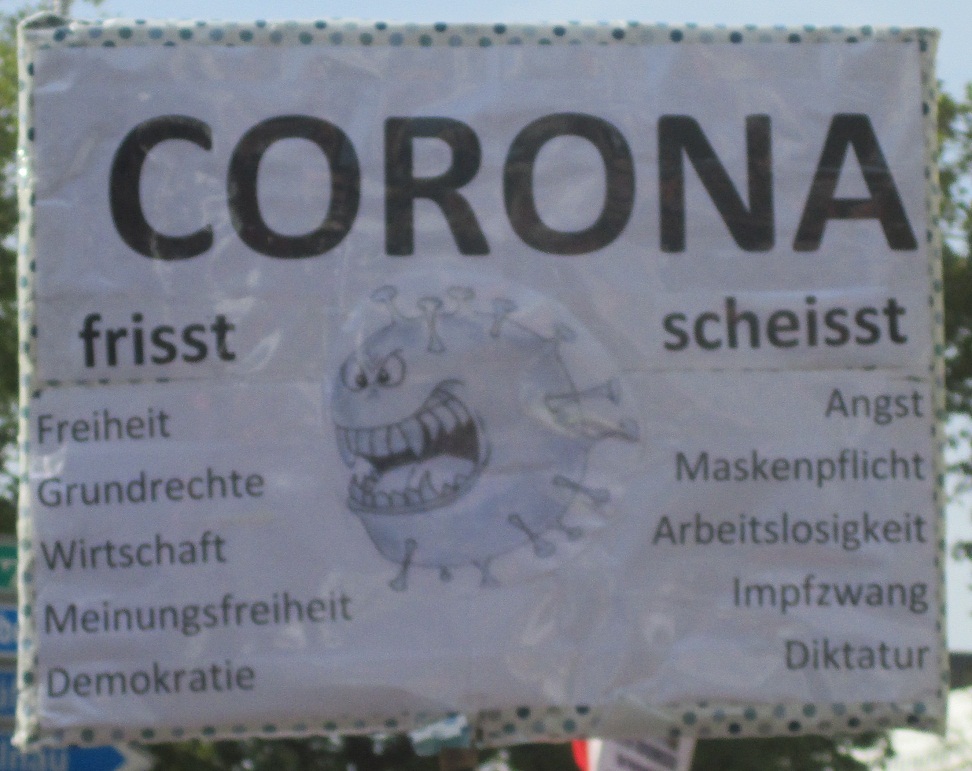 CORONA
frisst
scheisst
Freiheit
Grundrechte
Wirtschaft
Meinungsfreiheit
Demokratie
Angst
Maskenpflicht
Arbeitslosigkeit
Impfzwang
Diktatur